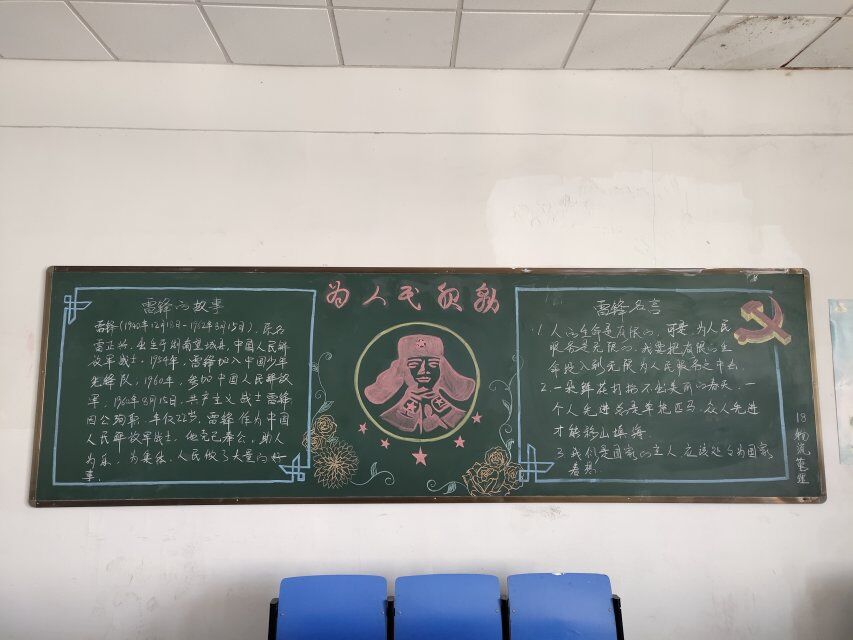 为人民服务
雷锋的故事
雷锋(1940年12月18日-1962年8月15日),原名
雷正兴,出生于湖南望城县,中国人民解
放军战士,1954年,雷锋加入中国少年
先锋队,1960年,参加中国人民解放
军,1962年8月15日,共产主义战士雷锋
因公殉职,年仅22岁,雷锋作为中国
人民解放军战士,他克己奉公,助人
为乐,为集体、人民做了大量的好
事.
雷锋名言
1.人的生命是有限的,可是,为人民
服务是无限的,我要把有限的生
命投入到无限为人民服务之中去.
2.一朵鲜花打扮不出美丽的春天,一
个人先进总是单枪匹马,众人先进
才能移山填海.
3.我们是国家的主人,应该处处为国家
着想.
18
物流管理